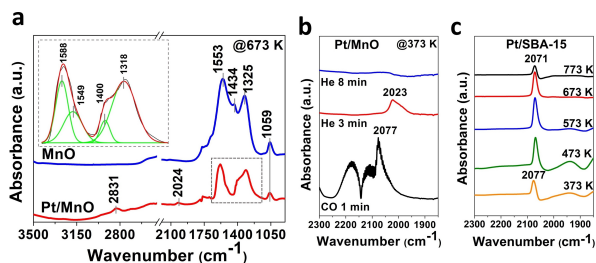 a
@673 K
1588
1549
1400
1318
1553
1434
1325
1059
MnO
Pt/MnO
2831
2024
Absorbance (a.u.)
3500 3150 2800 2100 1750 1400 1050
Wavenumber (cm-1)
b
Pt/MnO @373 K
He 8 min
2023
He 3 min
2077
CO 1 min
Absorbance (a.u.)
2300 2200 2100 2000 1900
Wavenumber (cm-1)
c
Pt/SBA-15
2071
773 K
673 K
573 K
473 K
2077
373 K
Absorbance (a.u.)
2300 2200 2100 2000 1900
Wavenumber (cm-1)